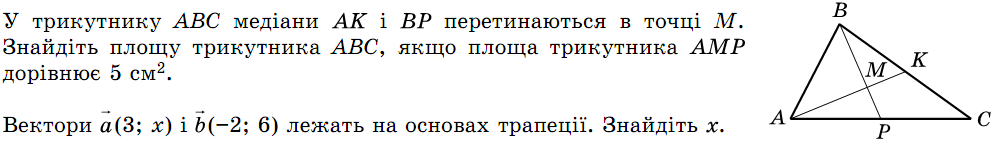 У трикутнику ABC медіани AK і BP перетинаються в точці M.
Знайдіть площу трикутника ABC, якщо площа трикутника AMP
дорівнює 5 см².
Вектори a⃗(3; x) і b⃗(−2; 6) лежать на основах трапеції. Знайдіть x.
B
M
K
A
P
C